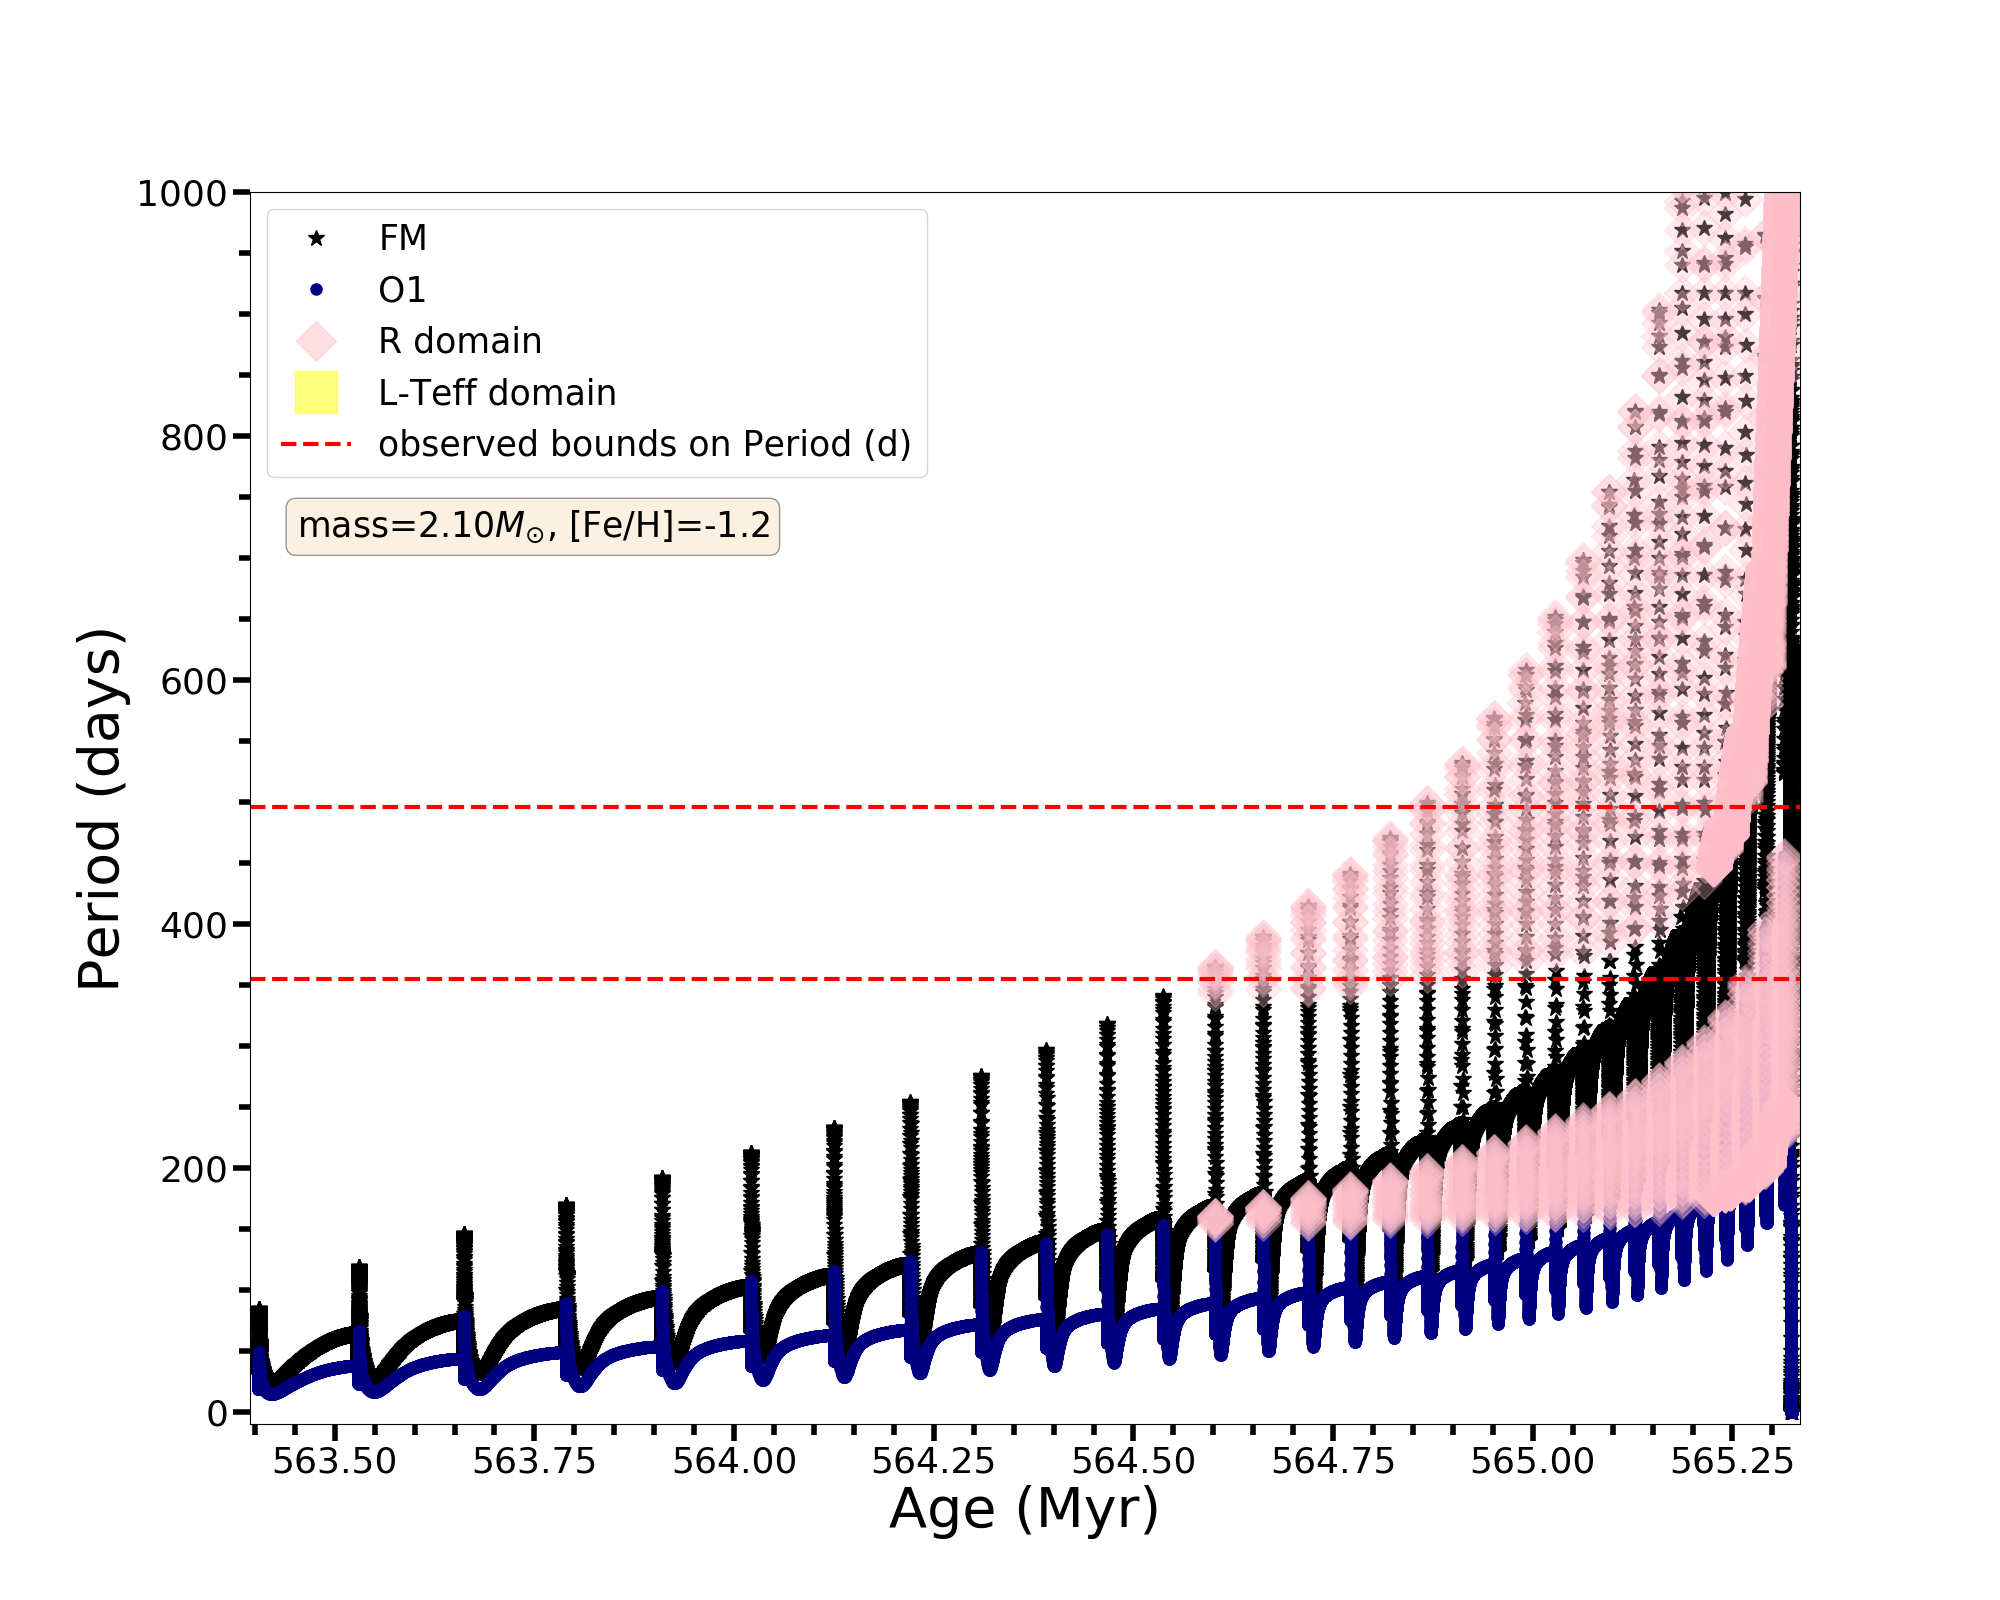 1000
800
600
400
200
0
Period (days)
FM
O1
R domain
L-Teff domain
observed bounds on Period (d)
mass=2.10M⊙, [Fe/H]=-1.2
563.50 563.75 564.00 564.25 564.50 564.75 565.00 565.25
Age (Myr)